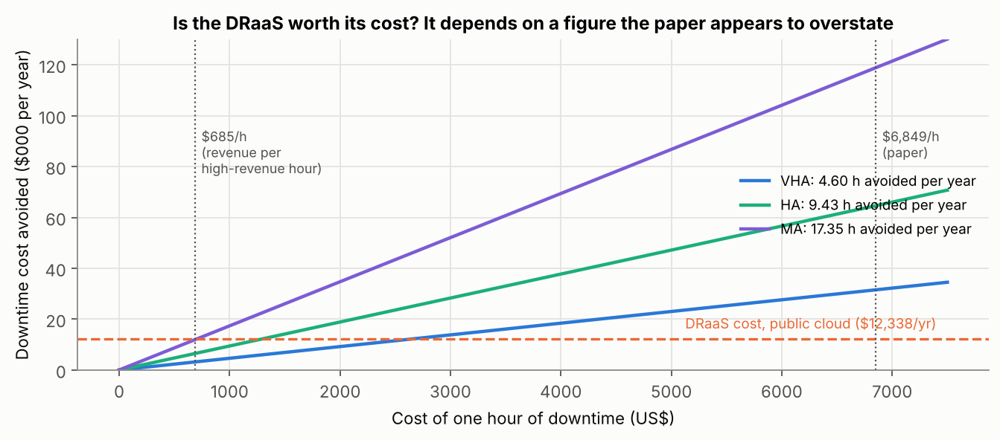 Is the DRaaS worth its cost? It depends on a figure the paper appears to overstate
Downtime cost avoided ($000 per year)
120
100
80
60
40
20
0
$685/h
(revenue per
high-revenue hour)
$6,849/h
(paper)
VHA: 4.60 h avoided per year
HA: 9.43 h avoided per year
MA: 17.35 h avoided per year
DRaaS cost, public cloud ($12,338/yr)
0
1000
2000
3000
4000
5000
6000
7000
Cost of one hour of downtime (US$)